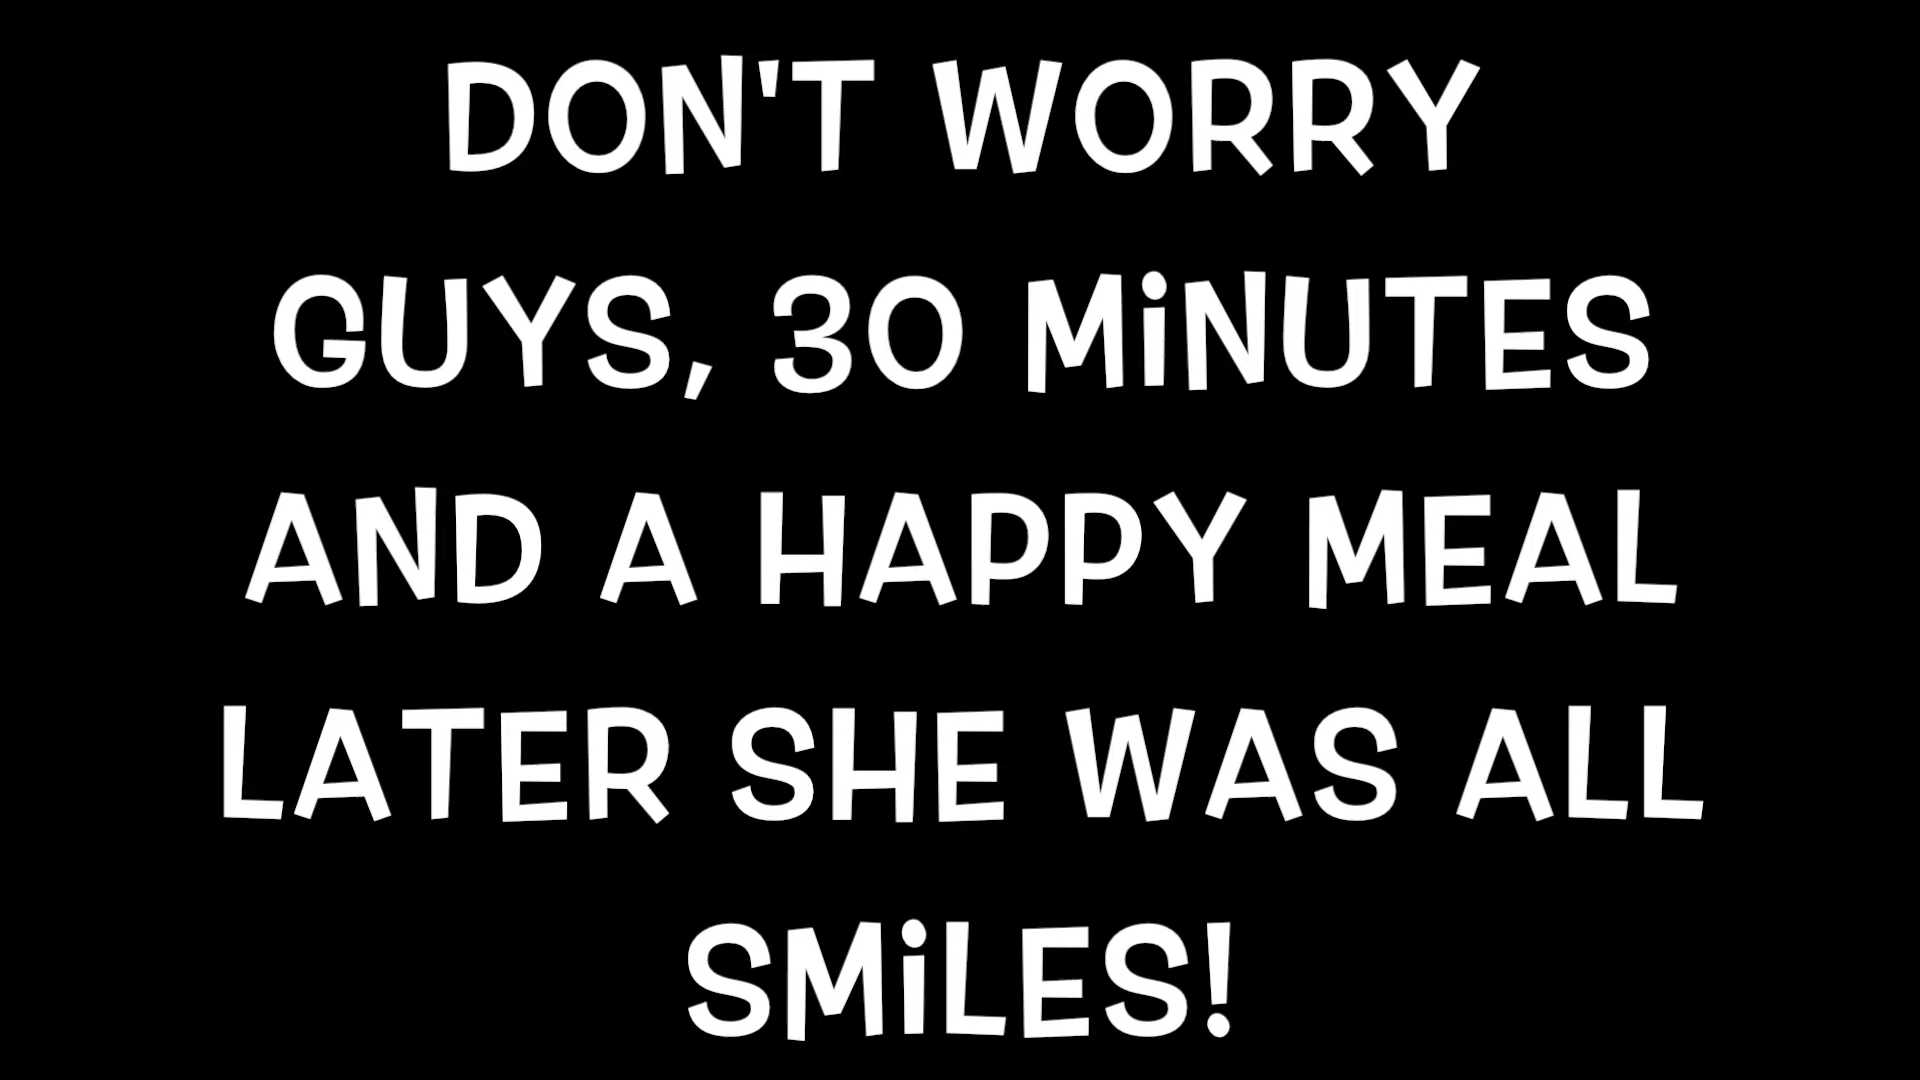 DON'T WORRY
GUYS, 30 MiNUTES
AND A HAPPY MEAL
LATER SHE WAS ALL
SMiLES!